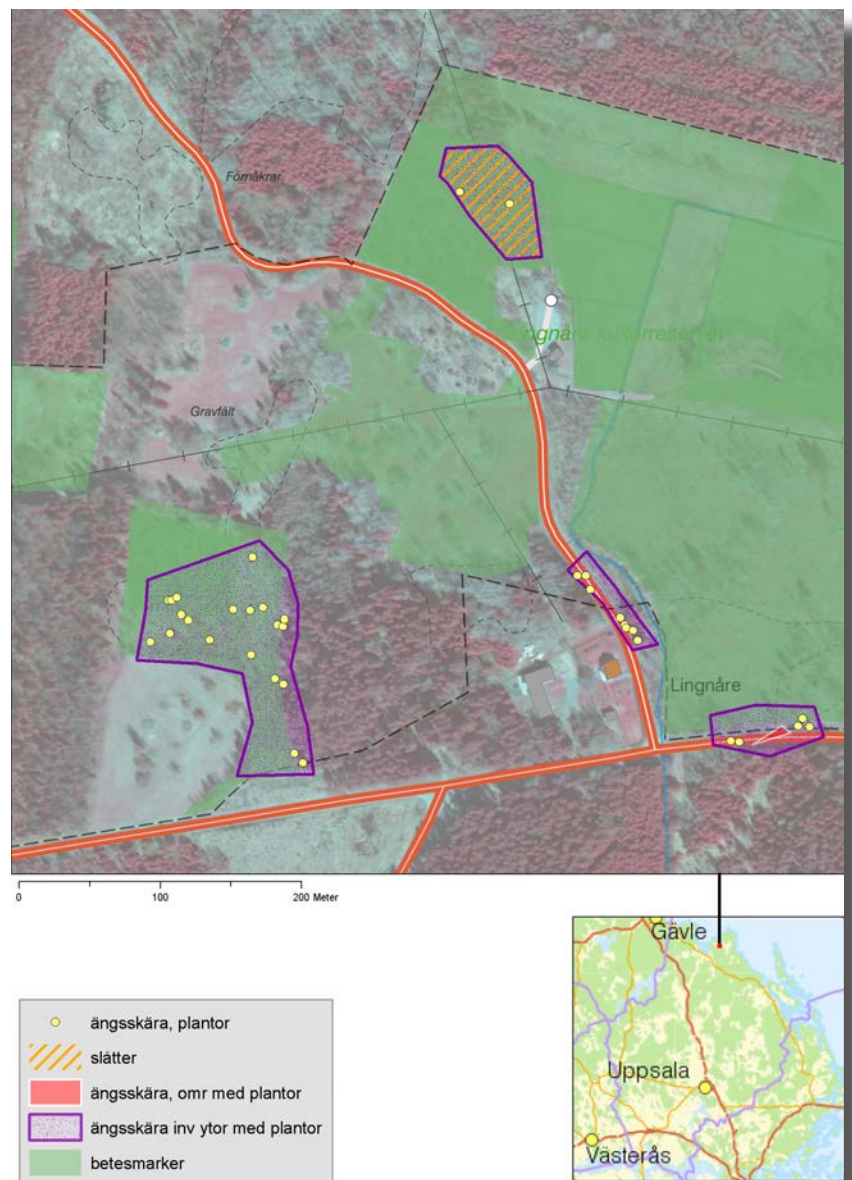 Fornåkrar
ngnåre kulturreservat
Gravfält
Lingnåre
0 100 200 Meter
Gävle
Uppsala
Västerås
ängsskära, plantor
slåtter
ängsskära, omr med plantor
ängsskära inv ytor med plantor
betesmarker